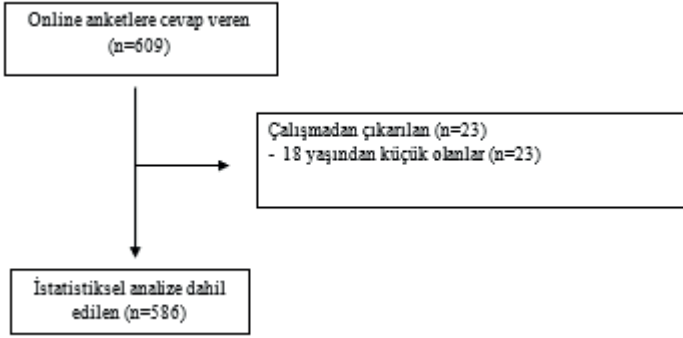 Online anketlere cevap veren
(n=609)
Çalışmadan çıkarılan (n=23)
- 18 yaşından küçük olanlar (n=23)
İstatistiksel analize dahil
edilen (n=586)